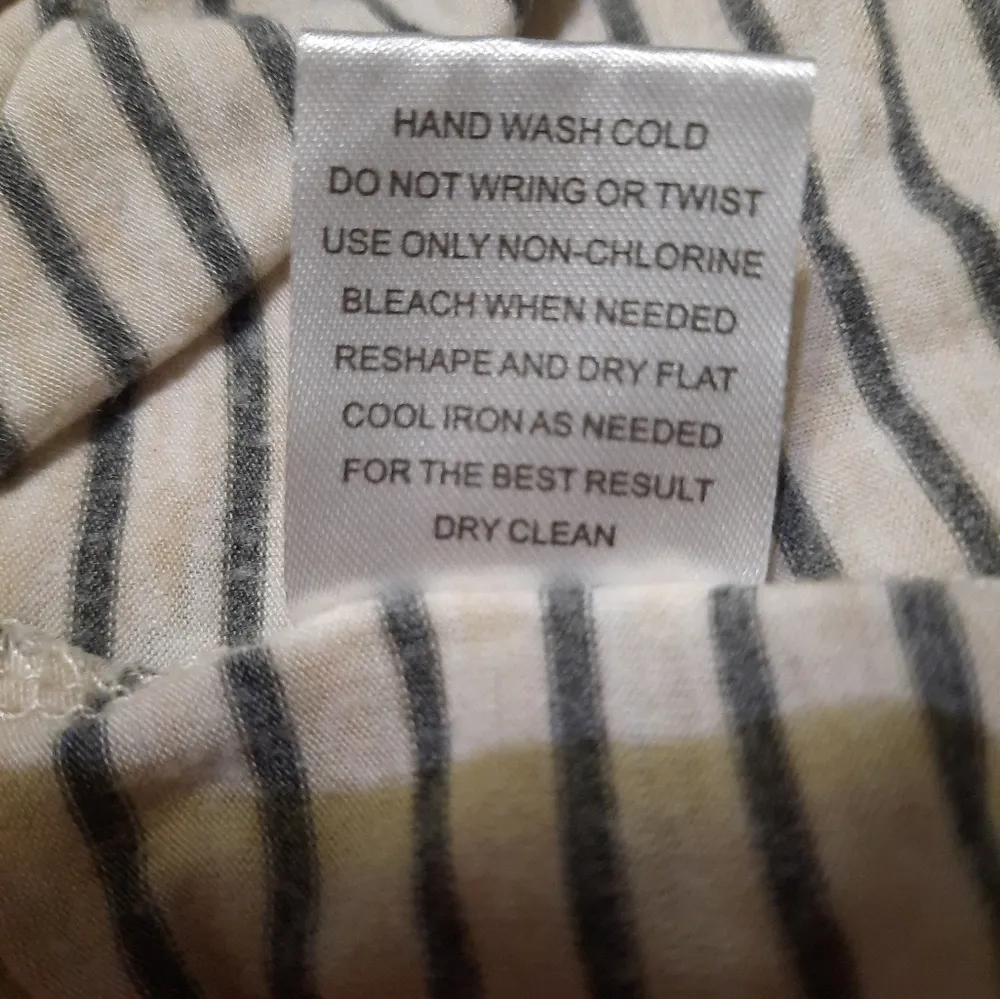 HAND WASH COLD
DO NOT WRING OR TWIST
USE ONLY NON-CHLORINE
BLEACH WHEN NEEDED
RESHAPE AND DRY FLAT
COOL IRON AS NEEDED
FOR THE BEST RESULT
DRY CLEAN